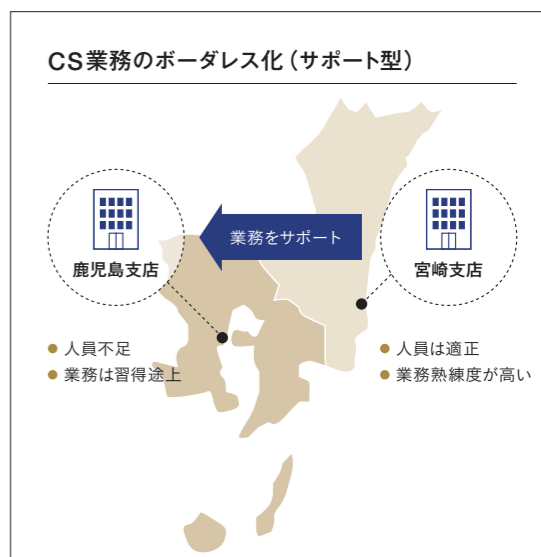 CS業務のボーダレス化（サポート型）
業務をサポート
鹿児島支店
宮崎支店
● 人員不足
● 業務は習得途上
● 人員は適正
● 業務熟練度が高い